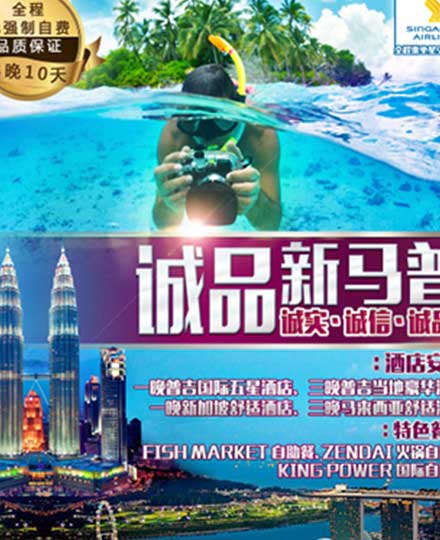 全程
强制自费
品质保证
晚10天
SINGA
AIRLI
诚品新马普
诚实·诚信·诚品
:酒店安
一晚普吉国际五星酒店、三晚普吉当地豪华
一晚新加坡舒适酒店、三晚马来西亚舒适
:特色餐
FISH MARKET 自助餐、ZENDAI 火锅自
KING POWER 国际自